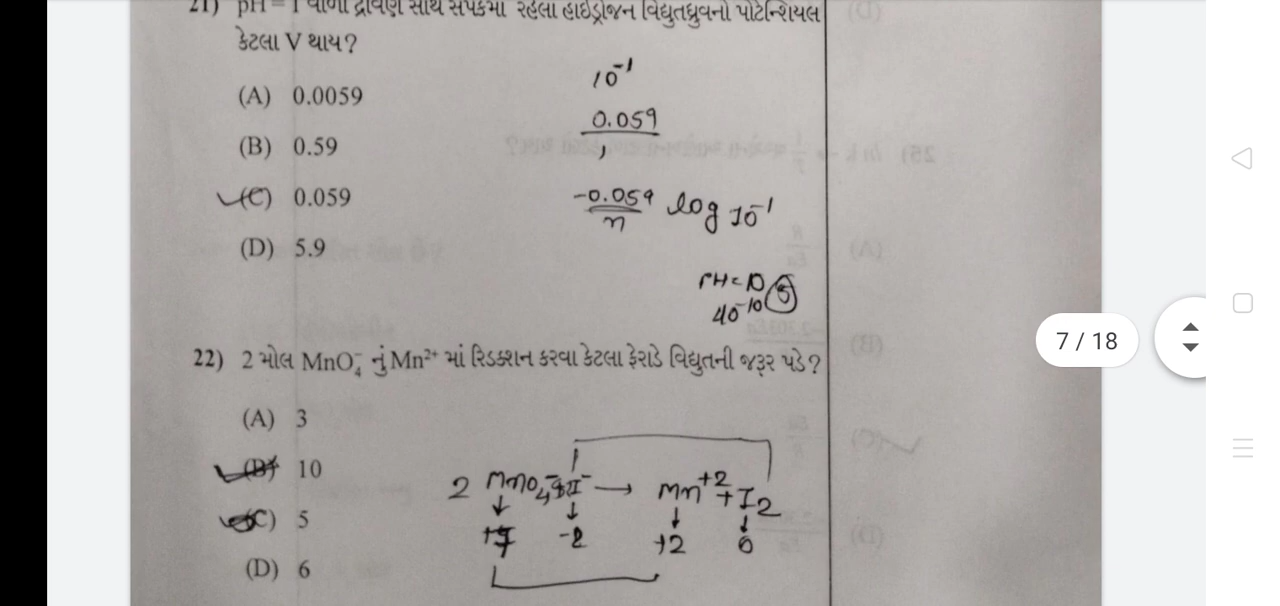 21) pH = 1 વાળા દ્રાવણ સાથે સંપર્કમાં રહેલા હાઇડ્રોજન વિદ્યુતધ્રુવનો પોટેન્શિયલ
કેટલા V થાય?
(A) 0.0059
(B) 0.59
(C) 0.059
(D) 5.9
10⁻¹
0.059
-0.059 log 10⁻¹
n
22) 2 મોલ MnO₄⁻ નું Mn²⁺ માં રિડક્શન કરવા કેટલા ફેરાડે વિદ્યુતની જરૂર પડે?
(A) 3
(B) 10
(C) 5
(D) 6
2 MnO₄⁻ → Mn⁺² + I₂
+7 -2 +2 0
7 / 18